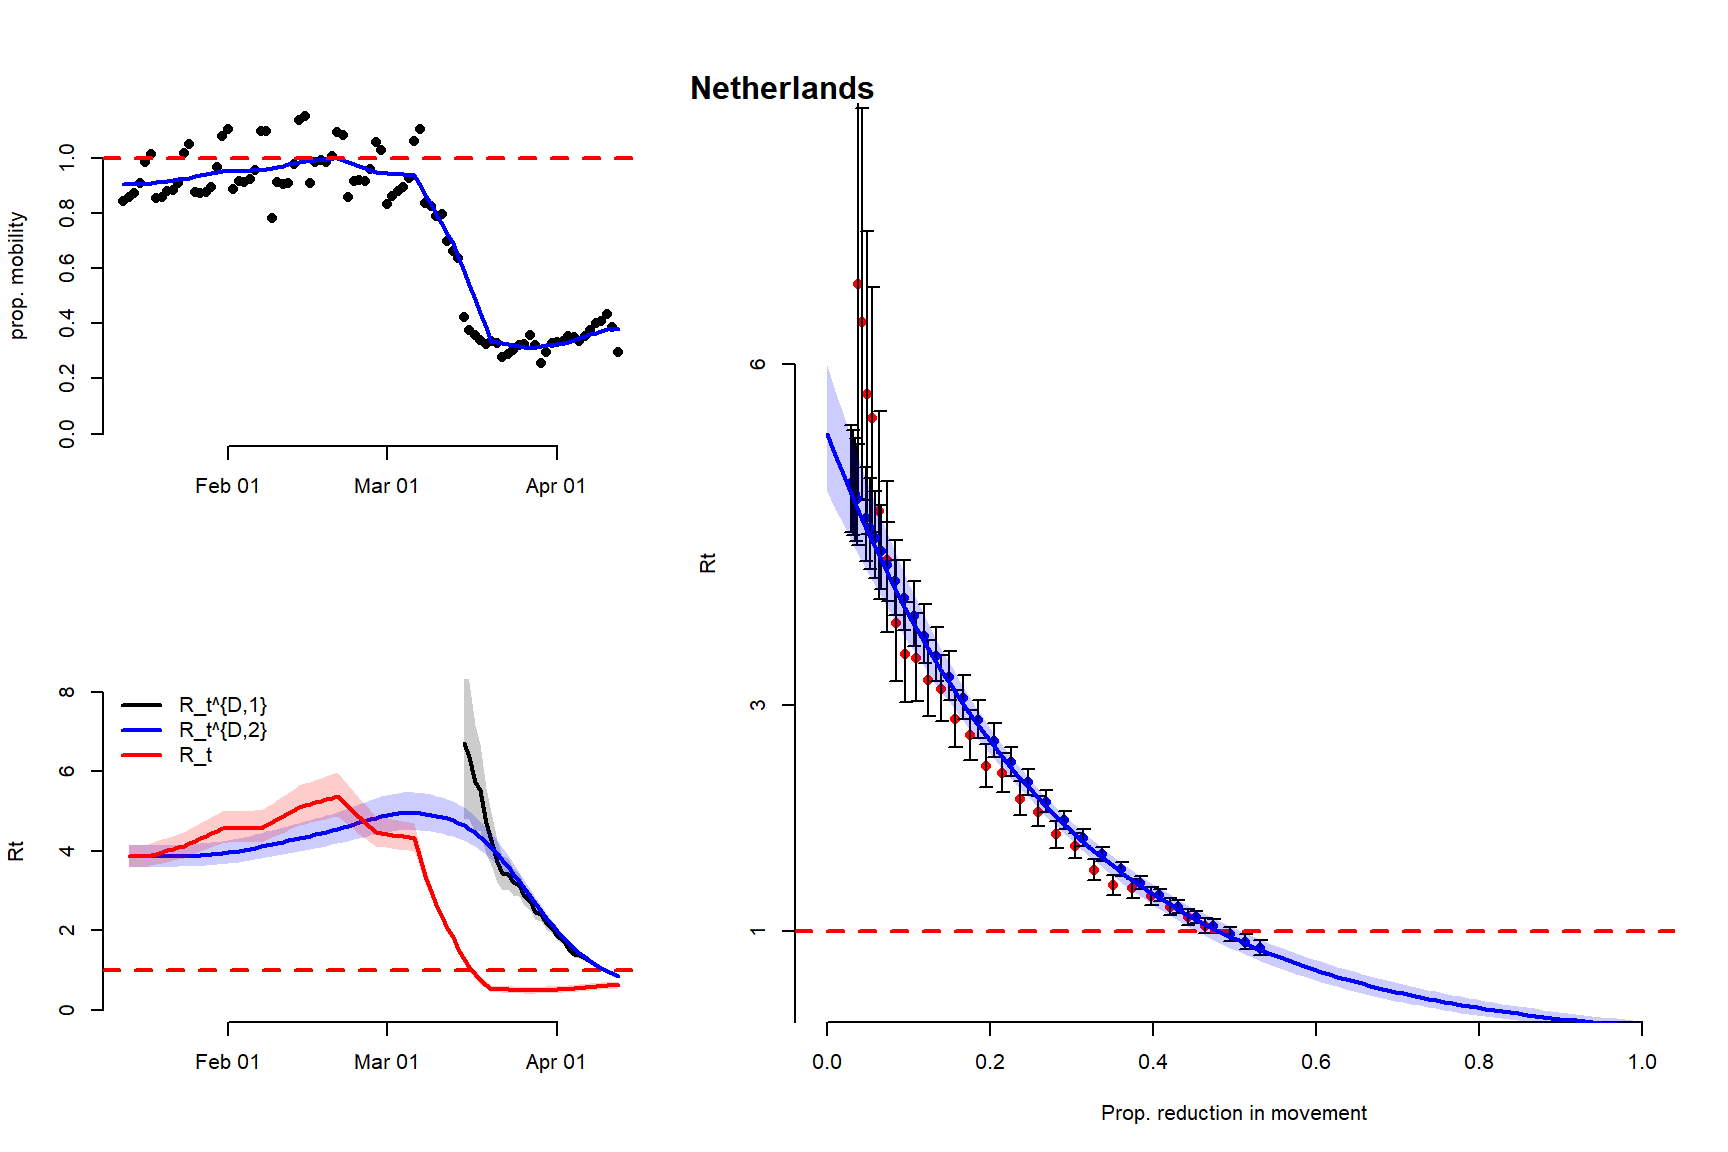 Netherlands
prop. mobility
1.0
0.8
0.6
0.4
0.2
0.0
Feb 01 Mar 01 Apr 01
Rt
8
6
4
2
0
R_t^{D,1}
R_t^{D,2}
R_t
Feb 01 Mar 01 Apr 01
Rt
6
3
1
0.0 0.2 0.4 0.6 0.8 1.0
Prop. reduction in movement